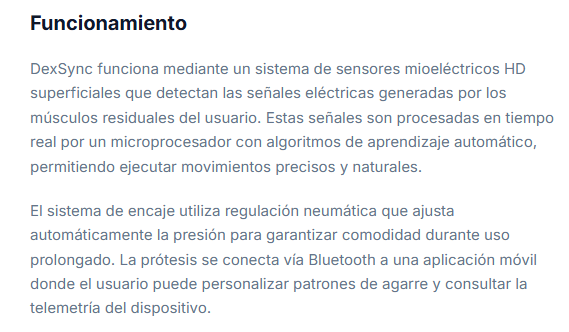 Funcionamiento
DexSync funciona mediante un sistema de sensores mioeléctricos HD
superficiales que detectan las señales eléctricas generadas por los
músculos residuales del usuario. Estas señales son procesadas en tiempo
real por un microprocesador con algoritmos de aprendizaje automático,
permitiendo ejecutar movimientos precisos y naturales.
El sistema de encaje utiliza regulación neumática que ajusta
automáticamente la presión para garantizar comodidad durante uso
prolongado. La prótesis se conecta vía Bluetooth a una aplicación móvil
donde el usuario puede personalizar patrones de agarre y consultar la
telemetría del dispositivo.